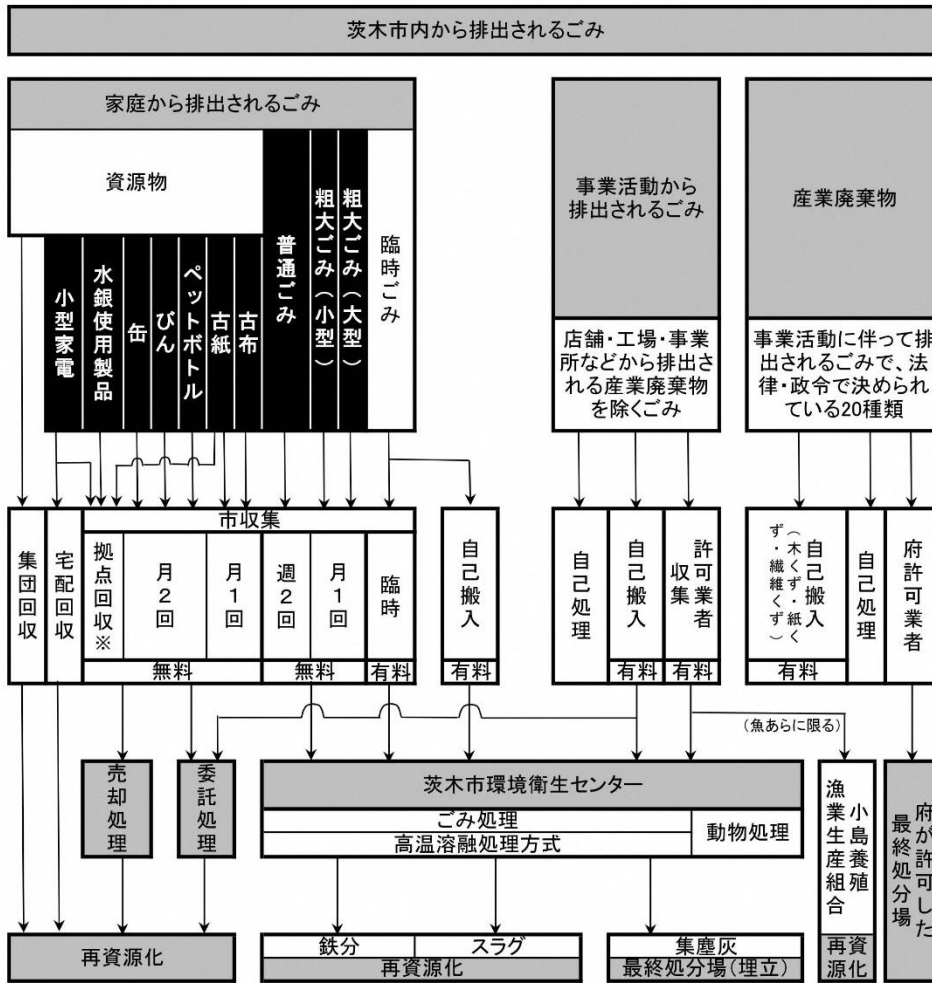 茨木市内から排出されるごみ
家庭から排出されるごみ
資源物
小型家電
水銀使用製品
缶
びん
ペットボトル
古紙
古布
普通ごみ
粗大ごみ（小型）
粗大ごみ（大型）
臨時ごみ
事業活動から
排出されるごみ
店舗・工場・事業
所などから排出さ
れる産業廃棄物
を除くごみ
産業廃棄物
事業活動に伴って排
出されるごみで、法
律・政令で決められ
ている20種類
集団回収
宅配回収
市収集
拠点回収※
月2回
月1回
無料
週2回
月1回
無料
臨時
有料
自己搬入
有料
自己処理
自己搬入
有料
許可業者
収集
有料
自己搬入
（木くず・紙く
ず・繊維くず）
有料
自己処理
府許可業者
(魚あらに限る)
売却処理
委託処理
茨木市環境衛生センター
ごみ処理
高温溶融処理方式
動物処理
小島養殖
漁業生産組合
再資源化
府が許可した
最終処分場
再資源化
鉄分
スラグ
再資源化
集塵灰
最終処分場(埋立)